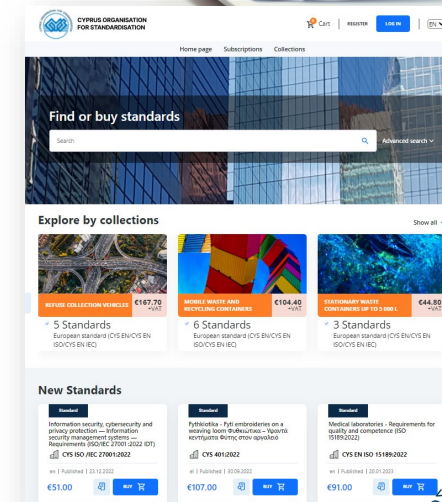 CYPRUS ORGANISATION
FOR STANDARDISATION
Cart
REGISTER
LOG IN
EN
Home page Subscriptions Collections
Find or buy standards
Search
Advanced search
Explore by collections
Show all
REFUSE COLLECTION VEHICLES
€167.70
+VAT
5 Standards
European standard (CYS EN/CYS EN
ISO/CYS EN IEC)
MOBILE WASTE AND
RECYCLING CONTAINERS
€104.40
+VAT
6 Standards
European standard (CYS EN/CYS EN
ISO/CYS EN IEC)
STATIONARY WASTE
CONTAINERS UP TO 5 000 L
€44.80
+VAT
3 Standards
European standard (CYS EN/CYS EN
ISO/CYS EN IEC)
New Standards
Standard
Information security, cybersecurity and
privacy protection — Information
security management systems —
Requirements (ISO/IEC 27001:2022 IDT)
CYS ISO /IEC 27001:2022
en | Published | 23.12.2022
€51.00
BUY
Standard
Pythkiotika - Fyti embroideries on a
weaving loom Φυθκιώτικα – Υφαντά
κεντήματα Φύτης στον αργαλειό
CYS 401:2022
el | Published | 30.09.2022
€107.00
BUY
Standard
Medical laboratories - Requirements for
quality and competence (ISO
15189:2022)
CYS EN ISO 15189:2022
en | Published | 20.01.2023
€91.00
BUY